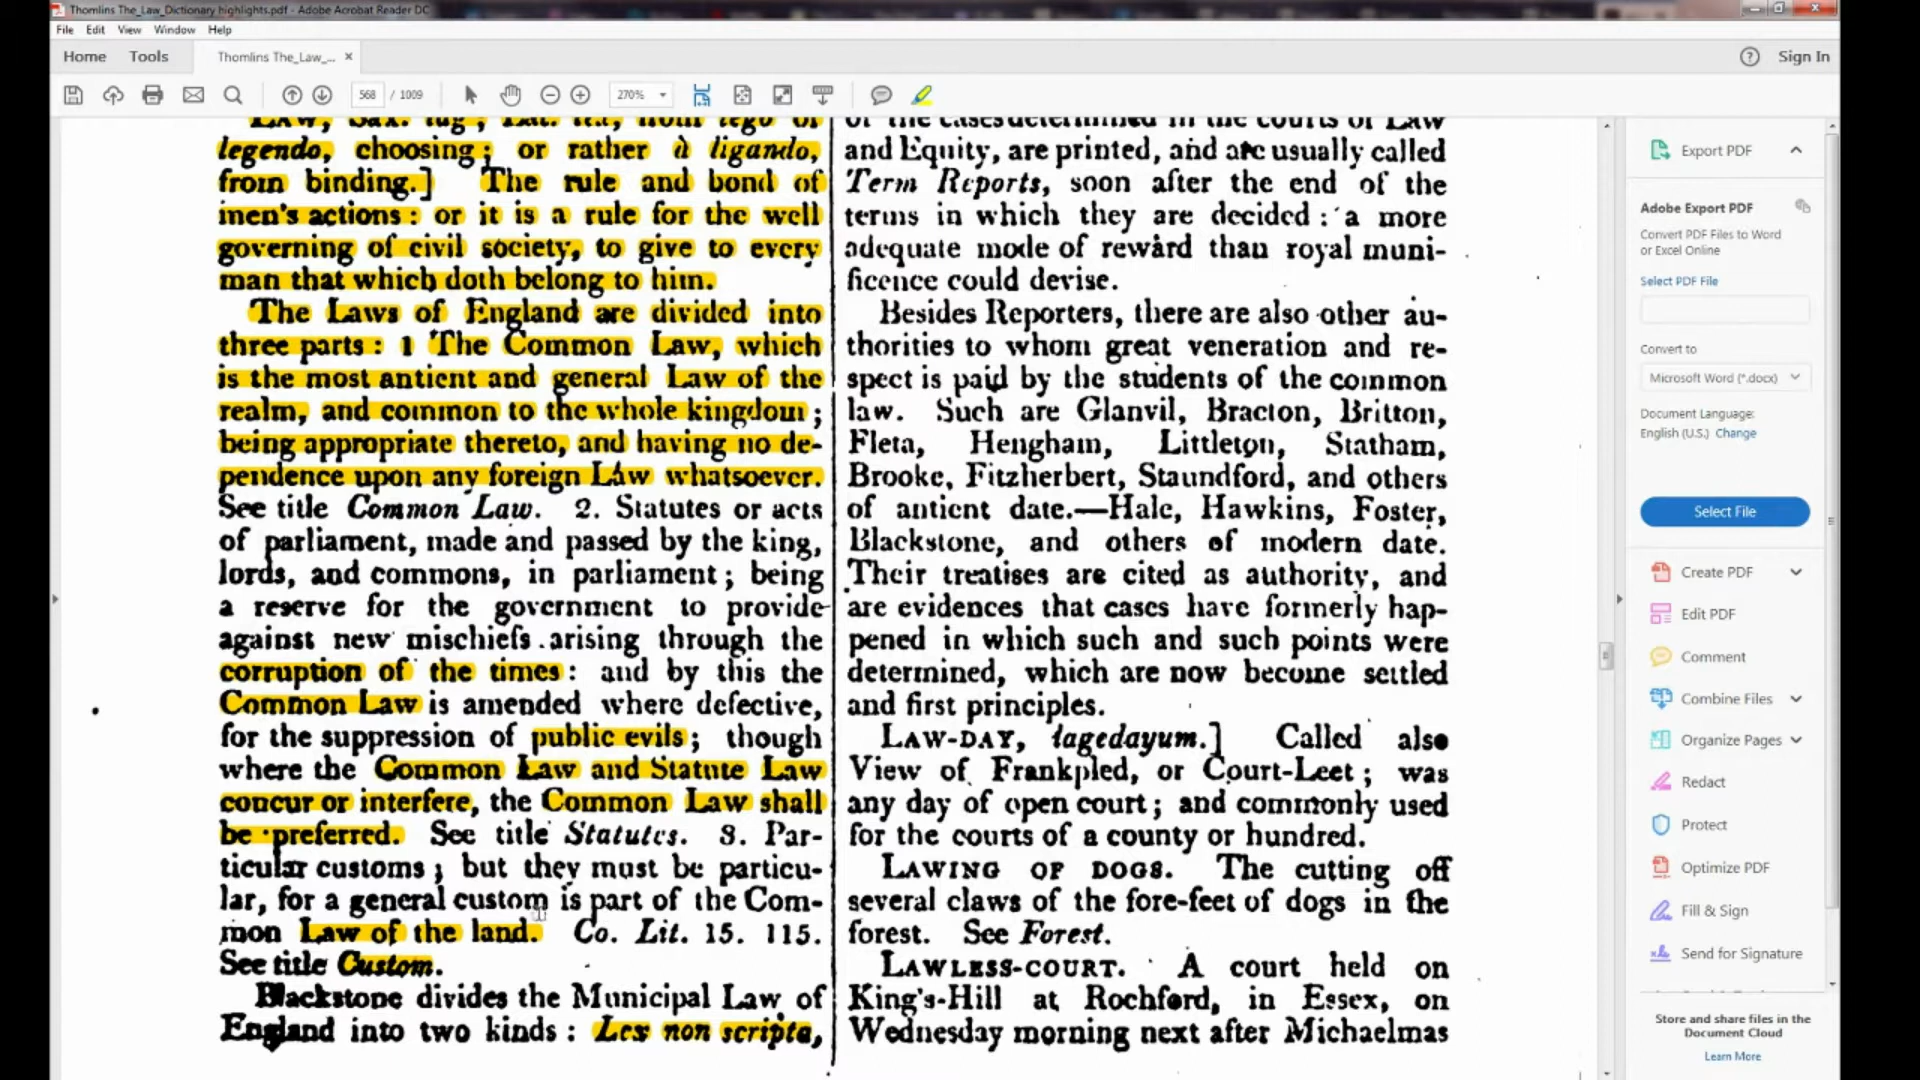 Thomlins The_Law_Dictionary highlights.pdf - Adobe Acrobat Reader DC
File Edit View Window Help
Home Tools Thomlins The_Law_... × Sign In
568 / 1009 270%
LAW, Sax. lag; Lat. lex, from lego or
legendo, choosing; or rather à ligando,
from binding.] The rule and bond of
men's actions: or it is a rule for the well
governing of civil society, to give to every
man that which doth belong to him.
The Laws of England are divided into
three parts: 1 The Common Law, which
is the most antient and general Law of the
realm, and common to the whole kingdom;
being appropriate thereto, and having no de-
pendence upon any foreign Law whatsoever.
See title Common Law. 2. Statutes or acts
of parliament, made and passed by the king,
lords, and commons, in parliament; being
a reserve for the government to provide
against new mischiefs arising through the
corruption of the times: and by this the
Common Law is amended where defective,
for the suppression of public evils; though
where the Common Law and Statute Law
concur or interfere, the Common Law shall
be preferred. See title Statutes. 3. Par-
ticular customs; but they must be particu-
lar, for a general custom is part of the Com-
mon Law of the land. Co. Lit. 15. 115.
See title Custom.
Blackstone divides the Municipal Law of
England into two kinds: Lex non scripta,
of the cases determined in the courts of Law
and Equity, are printed, and are usually called
Term Reports, soon after the end of the
terms in which they are decided: a more
adequate mode of reward than royal muni-
ficence could devise.
Besides Reporters, there are also other au-
thorities to whom great veneration and re-
spect is paid by the students of the common
law. Such are Glanvil, Bracton, Britton,
Fleta, Hengham, Littleton, Statham,
Brooke, Fitzherbert, Staundford, and others
of antient date.—Hale, Hawkins, Foster,
Blackstone, and others of modern date.
Their treatises are cited as authority, and
are evidences that cases have formerly hap-
pened in which such and such points were
determined, which are now become settled
and first principles.
LAW-DAY, lagedayum.] Called also
View of Frankpled, or Court-Leet; was
any day of open court; and commonly used
for the courts of a county or hundred.
LAWING OF DOGS. The cutting off
several claws of the fore-feet of dogs in the
forest. See Forest.
LAWLESS-COURT. A court held on
King's-Hill at Rochford, in Essex, on
Wednesday morning next after Michaelmas
Export PDF
Adobe Export PDF
Convert PDF Files to Word
or Excel Online
Select PDF File
Convert to
Microsoft Word (*.docx)
Document Language:
English (U.S.) Change
Select File
Create PDF
Edit PDF
Comment
Combine Files
Organize Pages
Redact
Protect
Optimize PDF
Fill & Sign
Send for Signature
Store and share files in the
Document Cloud
Learn More